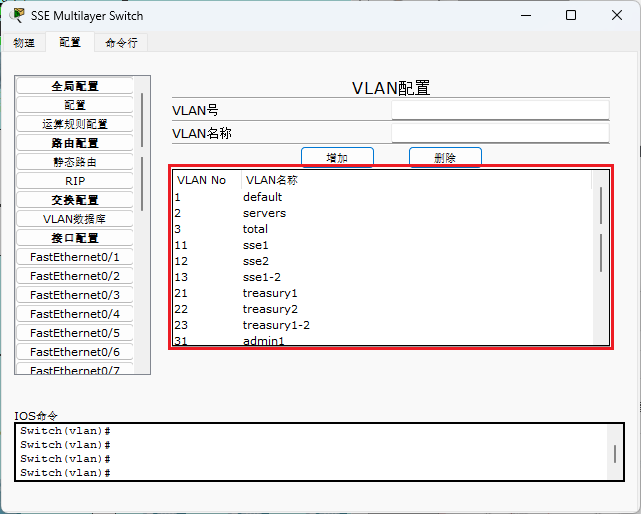 SSE Multilayer Switch
物理 配置 命令行
全局配置
配置
运算规则配置
路由配置
静态路由
RIP
交换配置
VLAN数据库
接口配置
FastEthernet0/1
FastEthernet0/2
FastEthernet0/3
FastEthernet0/4
FastEthernet0/5
FastEthernet0/6
FastEthernet0/7
VLAN配置
VLAN号
VLAN名称
增加 删除
VLAN No VLAN名称
1 default
2 servers
3 total
11 sse1
12 sse2
13 sse1-2
21 treasury1
22 treasury2
23 treasury1-2
31 admin1
IOS命令
Switch(vlan)#
Switch(vlan)#
Switch(vlan)#
Switch(vlan)#